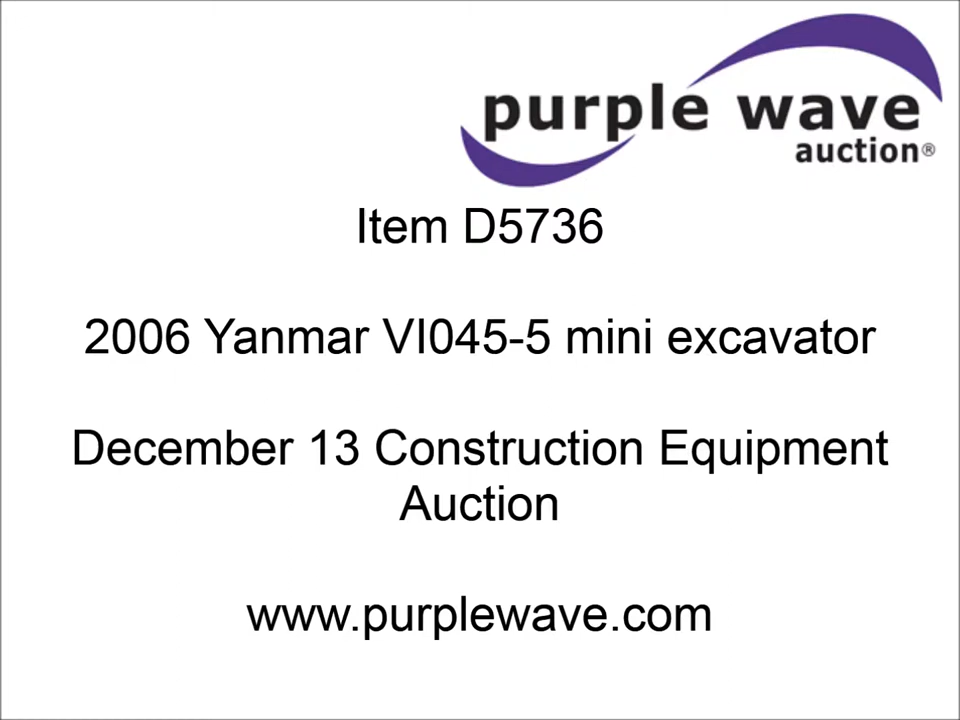 purple wave
auction®
Item D5736
2006 Yanmar VI045-5 mini excavator
December 13 Construction Equipment
Auction
www.purplewave.com